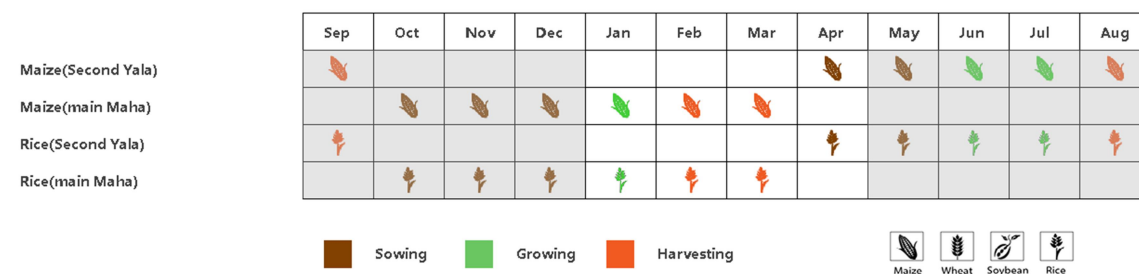 Sep Oct Nov Dec Jan Feb Mar Apr May Jun Jul Aug
Maize(Second Yala)
Maize(main Maha)
Rice(Second Yala)
Rice(main Maha)
Sowing Growing Harvesting
Maize Wheat Soybean Rice